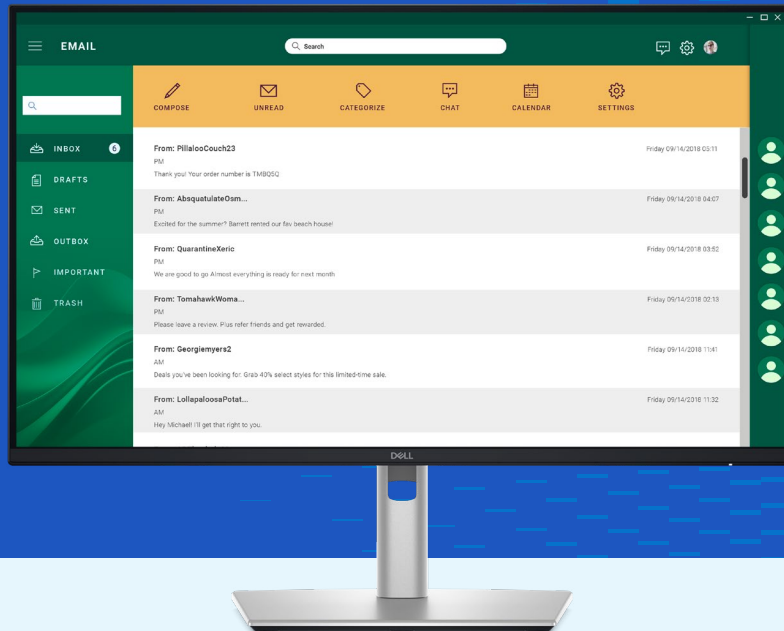 EMAIL
Search
COMPOSE
UNREAD
CATEGORIZE
CHAT
CALENDAR
SETTINGS
INBOX 6
DRAFTS
SENT
OUTBOX
IMPORTANT
TRASH
From: PillalooCouch23
Friday 09/14/2018 05:11
PM
Thank you! Your order number is TMBQ5Q
From: AbsquatulateOsm...
Friday 09/14/2018 04:07
PM
Excited for the summer? Barrett rented our fav beach house!
From: QuarantineXeric
Friday 09/14/2018 03:52
PM
We are good to go Almost everything is ready for next month
From: TomahawkWoma...
Friday 09/14/2018 02:13
PM
Please leave a review. Plus refer friends and get rewarded.
From: Georgiemyers2
Friday 09/14/2018 11:41
AM
Deals you've been looking for: Grab 40% select styles for this limited-time sale.
From: LollapaloosaPotat...
Friday 09/14/2018 11:32
AM
Hey Michael! I'll get that right to you.
DELL